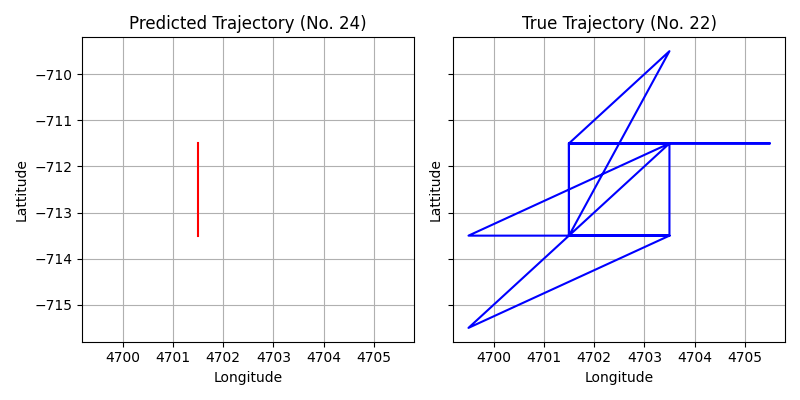 Predicted Trajectory (No. 24)
True Trajectory (No. 22)
−710
−711
−712
−713
−714
−715
Lattitude
Lattitude
4700 4701 4702 4703 4704 4705
4700 4701 4702 4703 4704 4705
Longitude
Longitude